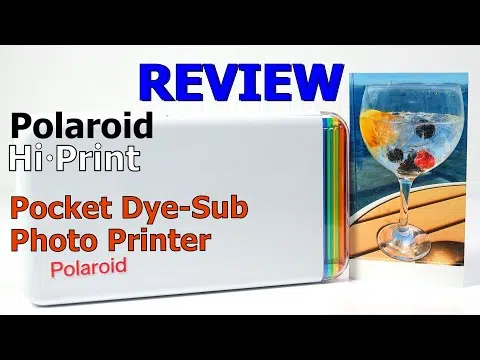 REVIEW
Polaroid
Hi·Print
Pocket Dye-Sub
Photo Printer
Polaroid